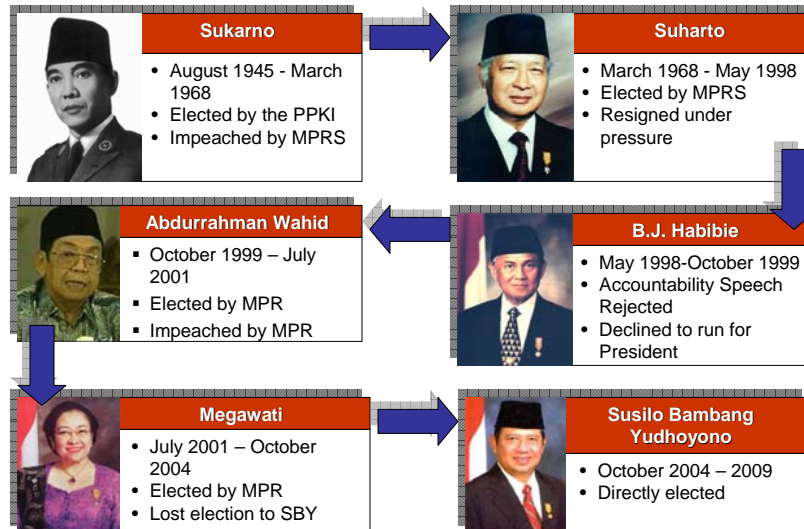 Sukarno
• August 1945 - March
1968
• Elected by the PPKI
• Impeached by MPRS
Suharto
• March 1968 - May 1998
• Elected by MPRS
• Resigned under
pressure
B.J. Habibie
• May 1998-October 1999
• Accountability Speech
Rejected
• Declined to run for
President
Abdurrahman Wahid
▪ October 1999 – July
2001
▪ Elected by MPR
▪ Impeached by MPR
Megawati
• July 2001 – October
2004
• Elected by MPR
• Lost election to SBY
Susilo Bambang
Yudhoyono
• October 2004 – 2009
• Directly elected